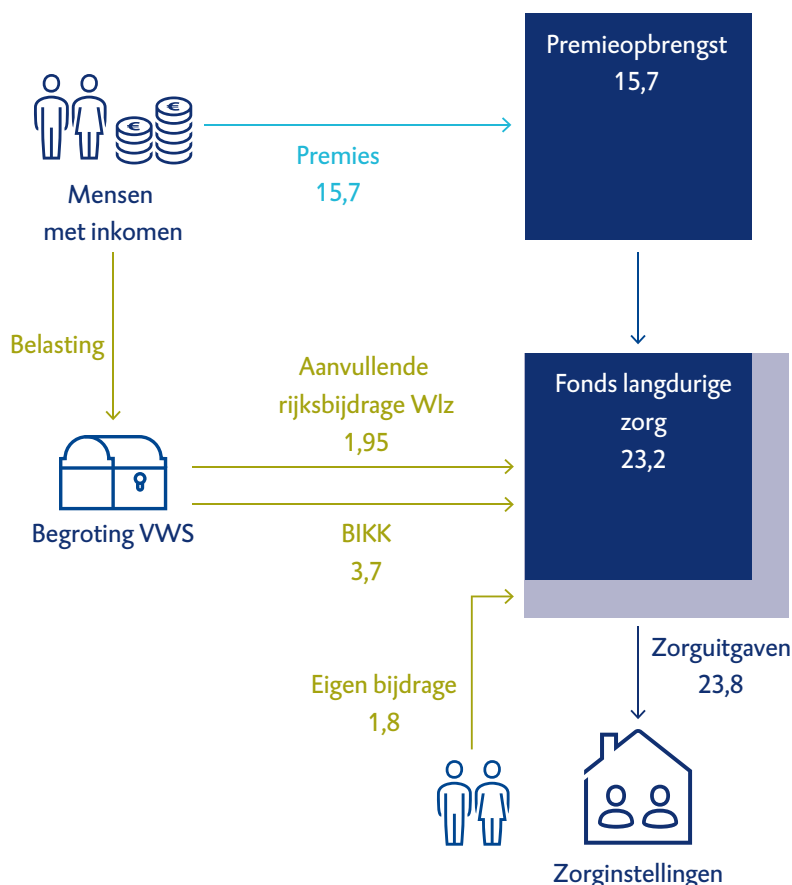 Premieopbrengst
15,7
Premies
15,7
Mensen
met inkomen
Belasting
Aanvullende
rijksbijdrage Wlz
1,95
Fonds langdurige
zorg
23,2
Begroting VWS
BIKK
3,7
Eigen bijdrage
1,8
Zorguitgaven
23,8
Zorginstellingen